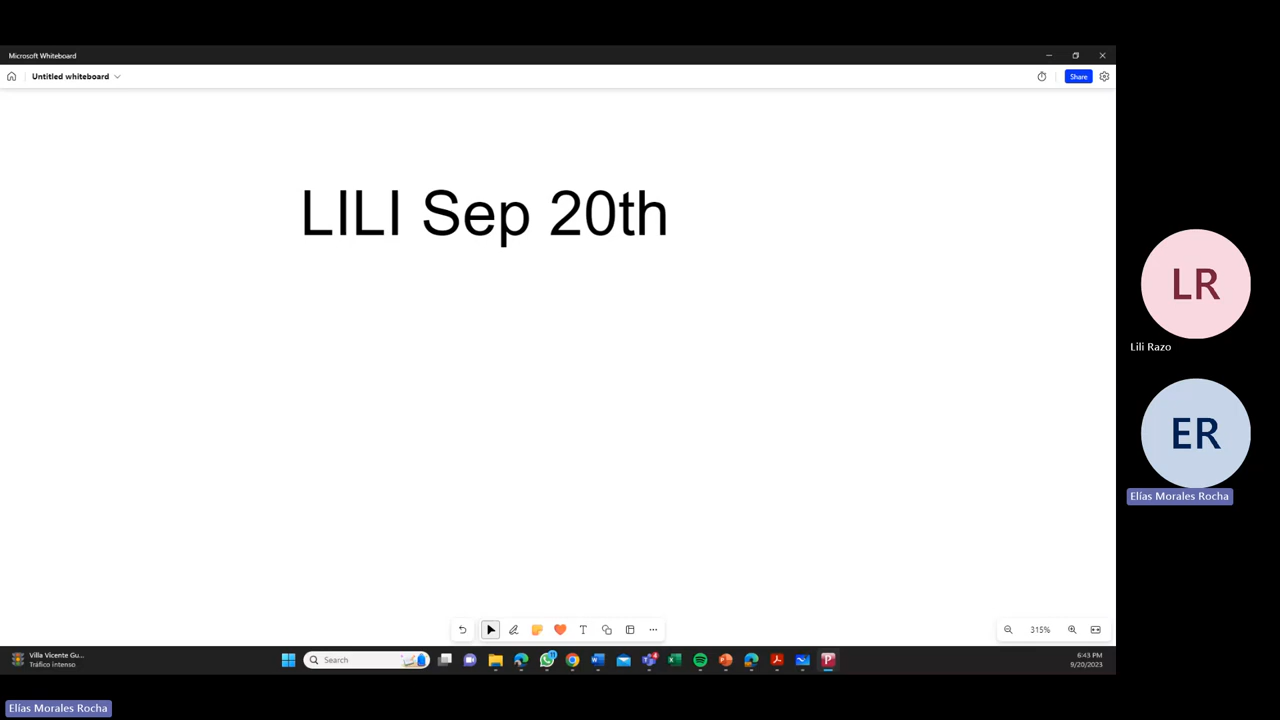 Microsoft Whiteboard
Untitled whiteboard
Share
LILI Sep 20th
LR
Lili Razo
ER
Elías Morales Rocha
315%
Villa Vicente Gu...
Tráfico intenso
Search
6:43 PM
9/20/2023
Elías Morales Rocha